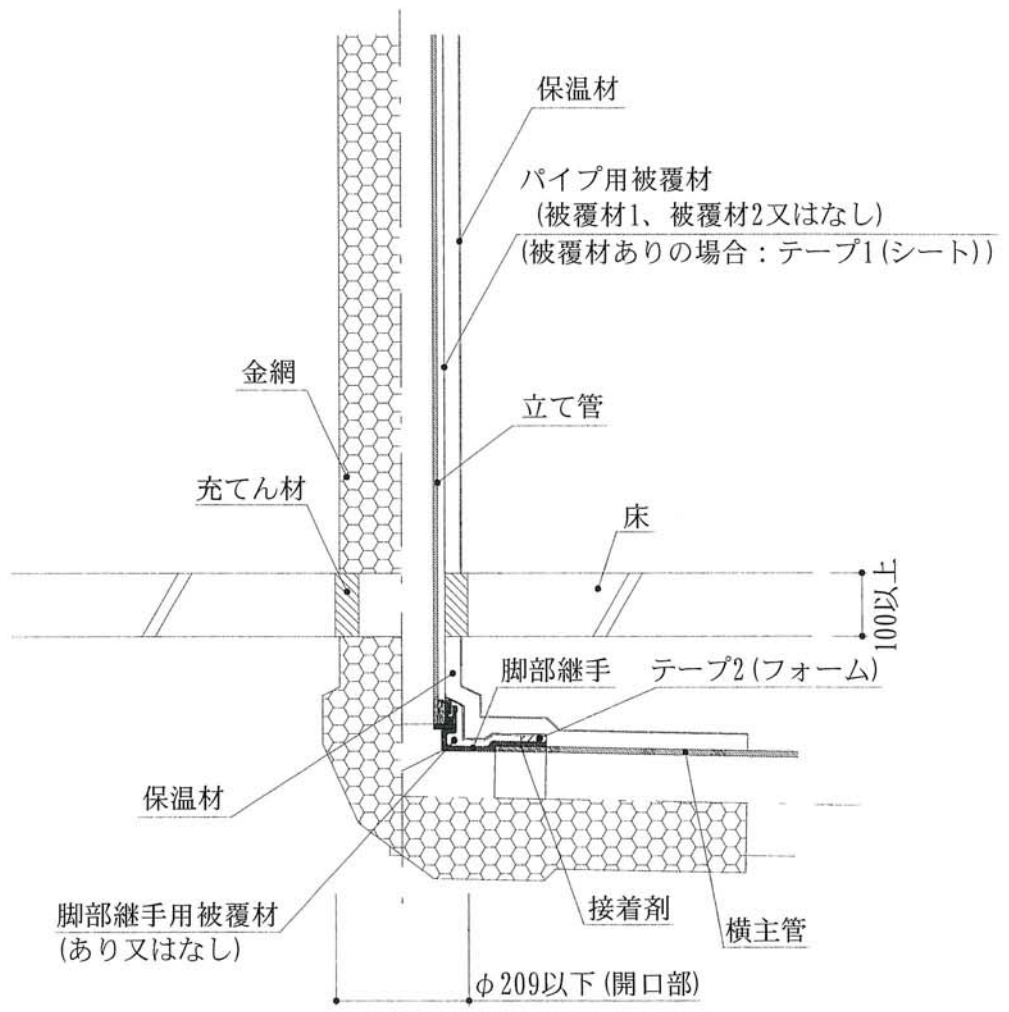 保温材
パイプ用被覆材
(被覆材1、被覆材2又はなし)
(被覆材ありの場合：テープ1(シート))
金網
立て管
充てん材
床
100以上
脚部継手
テープ2(フォーム)
保温材
脚部継手用被覆材
(あり又はなし)
接着剤
横主管
φ209以下(開口部)